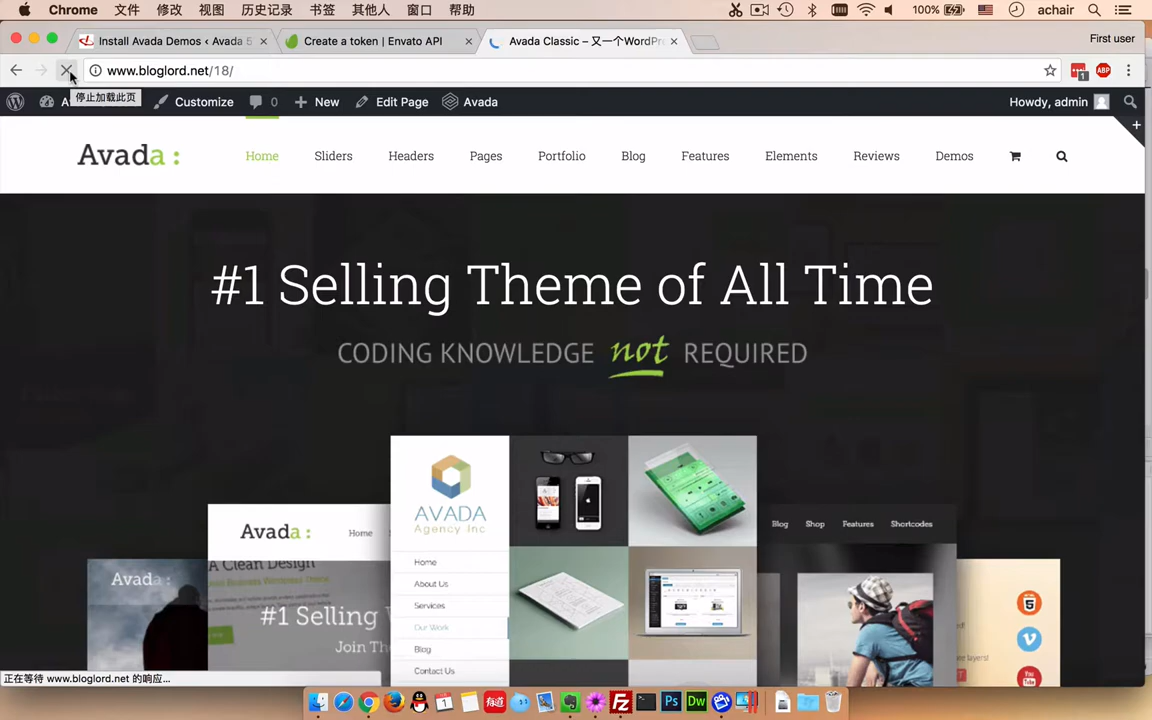 Chrome 文件 修改 视图 历史记录 书签 其他人 窗口 帮助 100% achair
Install Avada Demos ‹ Avada 5 Create a token | Envato API Avada Classic – 又一个WordPre First user
www.bloglord.net/18/
停止加载此页
Customize 0 New Edit Page Avada Howdy, admin
Avada : Home Sliders Headers Pages Portfolio Blog Features Elements Reviews Demos
#1 Selling Theme of All Time
CODING KNOWLEDGE not REQUIRED
AVADA
Agency Inc
Avada : Home
Blog Shop Features Shortcodes
Home
About Us
Services
Our Work
Blog
Contact Us
A Clean Design
Avada :
#1 Selling
Join The
layers!
正在等待 www.bloglord.net 的响应...